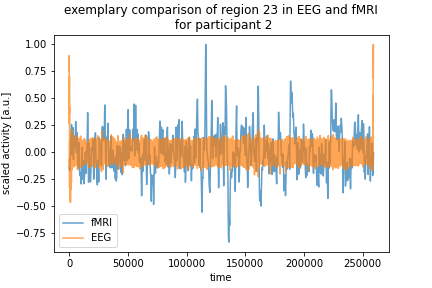 exemplary comparison of region 23 in EEG and fMRI
for participant 2
scaled activity [a.u.]
1.00
0.75
0.50
0.25
0.00
−0.25
−0.50
−0.75
fMRI
EEG
0
50000
100000
150000
200000
250000
time